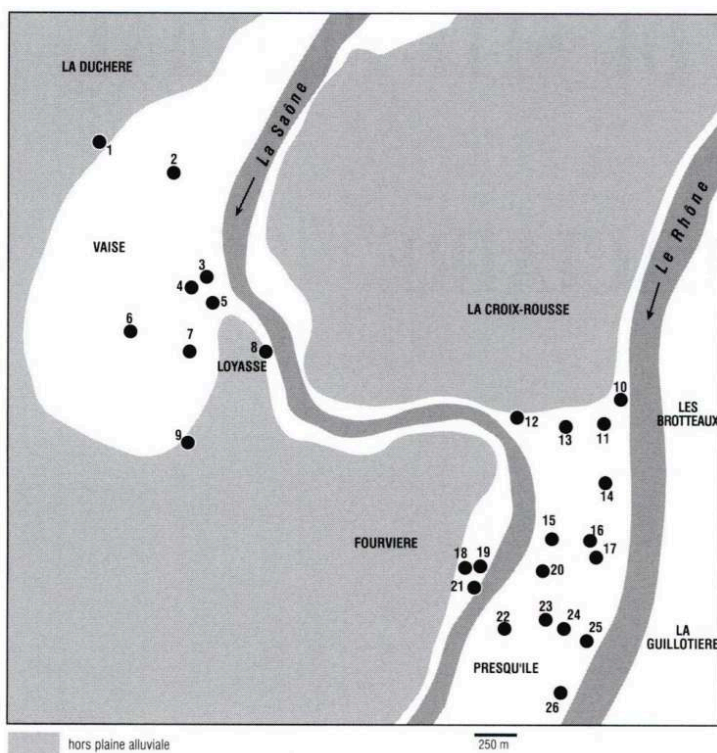 LA DUCHERE
La Saône
1
2
Le Rhône
VAISE
3
4
5
6
7
LOYASSE
8
LA CROIX-ROUSSE
9
10
LES
BROTTEAUX
11
12
13
14
FOURVIERE
15
16
17
18
19
20
21
22
23
24
25
LA
GUILLOTIERE
PRESQU'ILE
26
hors plaine alluviale
250 m